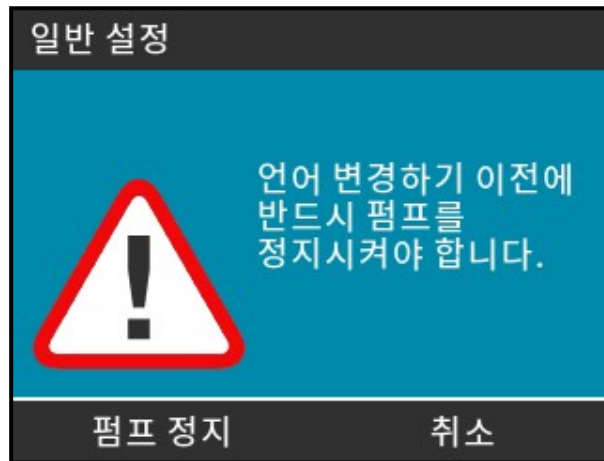 일반 설정
언어 변경하기 이전에
반드시 펌프를
정지시켜야 합니다.
!
펌프 정지
취소